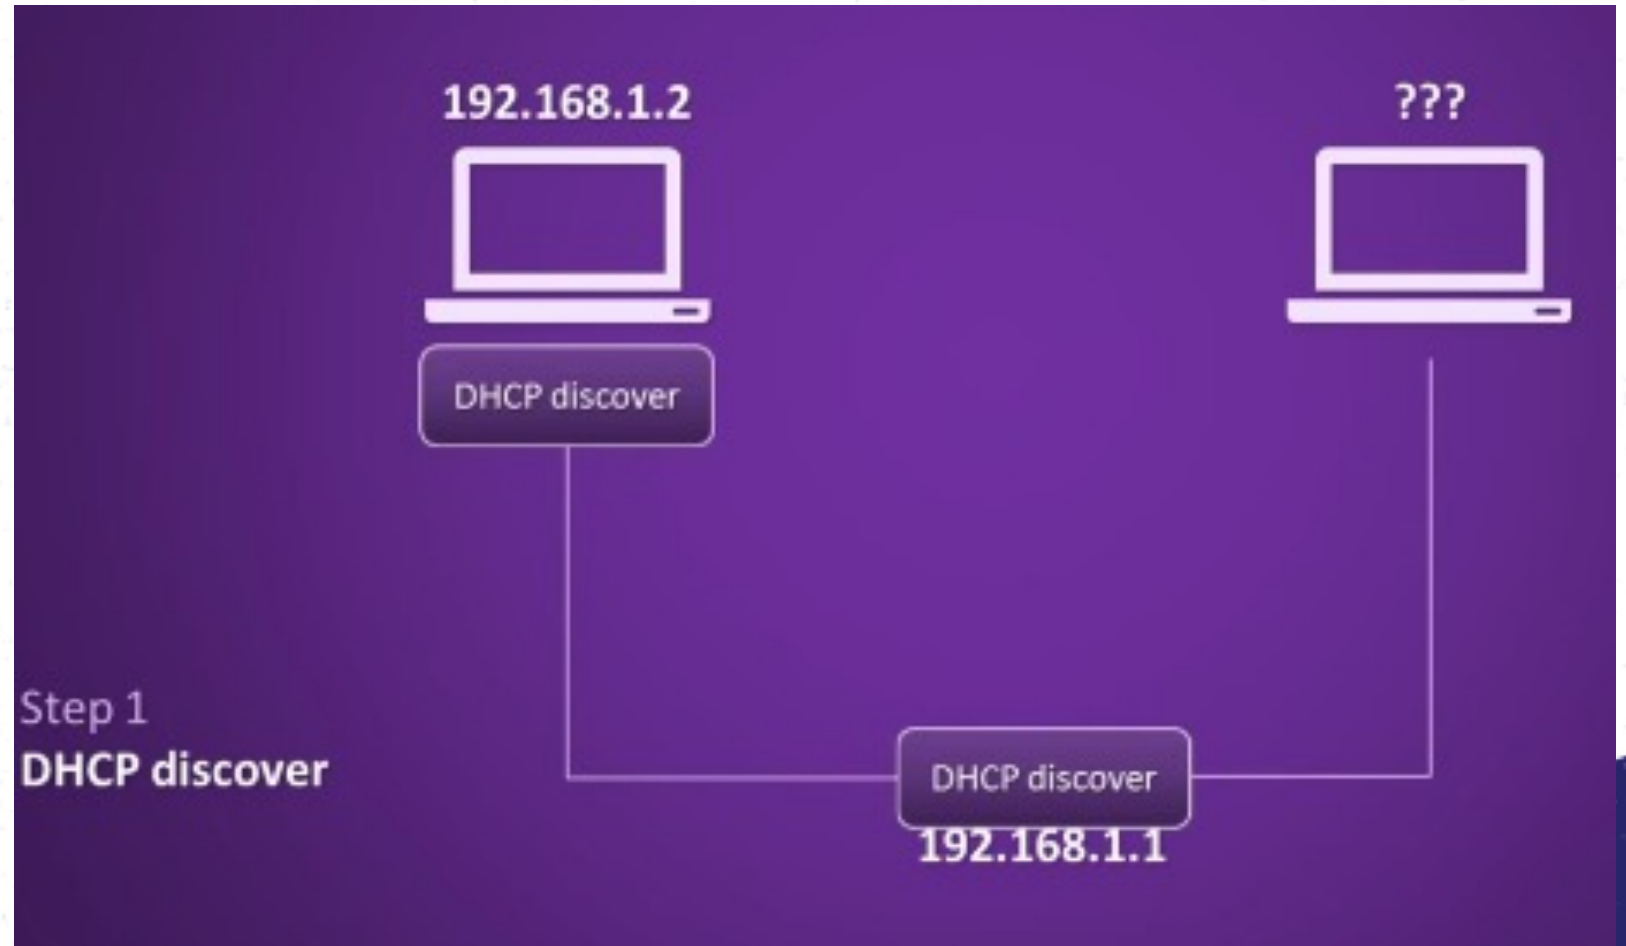 192.168.1.2
???
DHCP discover
Step 1
DHCP discover
DHCP discover
192.168.1.1